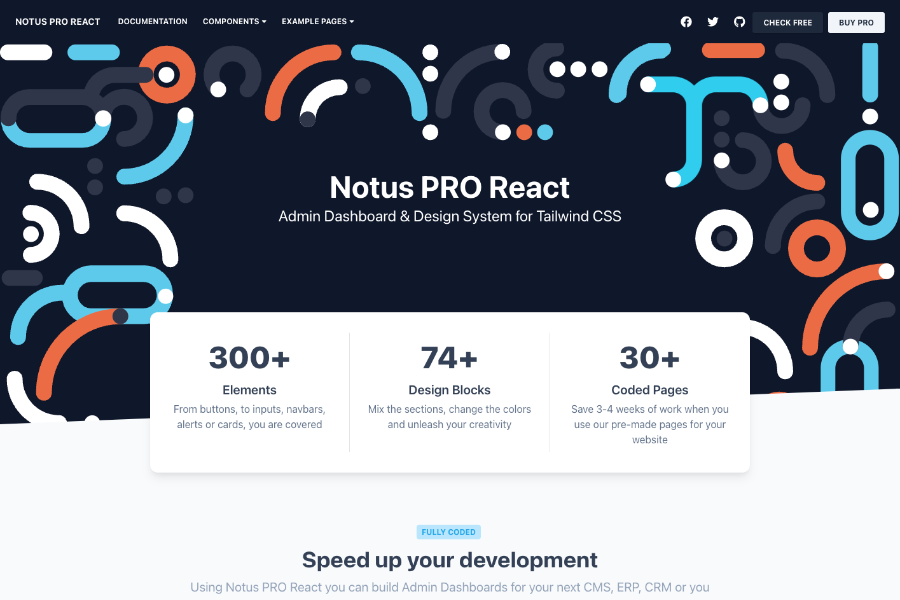 NOTUS PRO REACT DOCUMENTATION COMPONENTS EXAMPLE PAGES CHECK FREE BUY PRO
Notus PRO React
Admin Dashboard & Design System for Tailwind CSS
300+
Elements
From buttons, to inputs, navbars,
alerts or cards, you are covered
74+
Design Blocks
Mix the sections, change the colors
and unleash your creativity
30+
Coded Pages
Save 3-4 weeks of work when you
use our pre-made pages for your
website
FULLY CODED
Speed up your development
Using Notus PRO React you can build Admin Dashboards for your next CMS, ERP, CRM or you